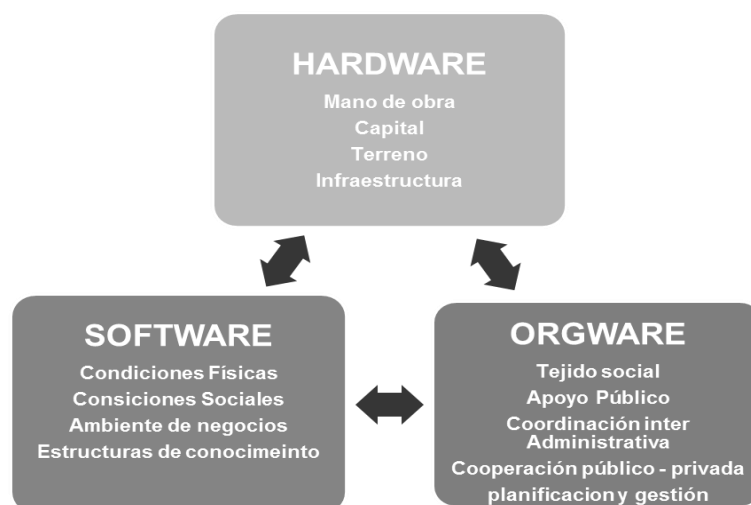 HARDWARE
Mano de obra
Capital
Terreno
Infraestructura
SOFTWARE
Condiciones Físicas
Consiciones Sociales
Ambiente de negocios
Estructuras de conocimeinto
ORGWARE
Tejido social
Apoyo Público
Coordinación inter
Administrativa
Cooperación público - privada
planificacion y gestión